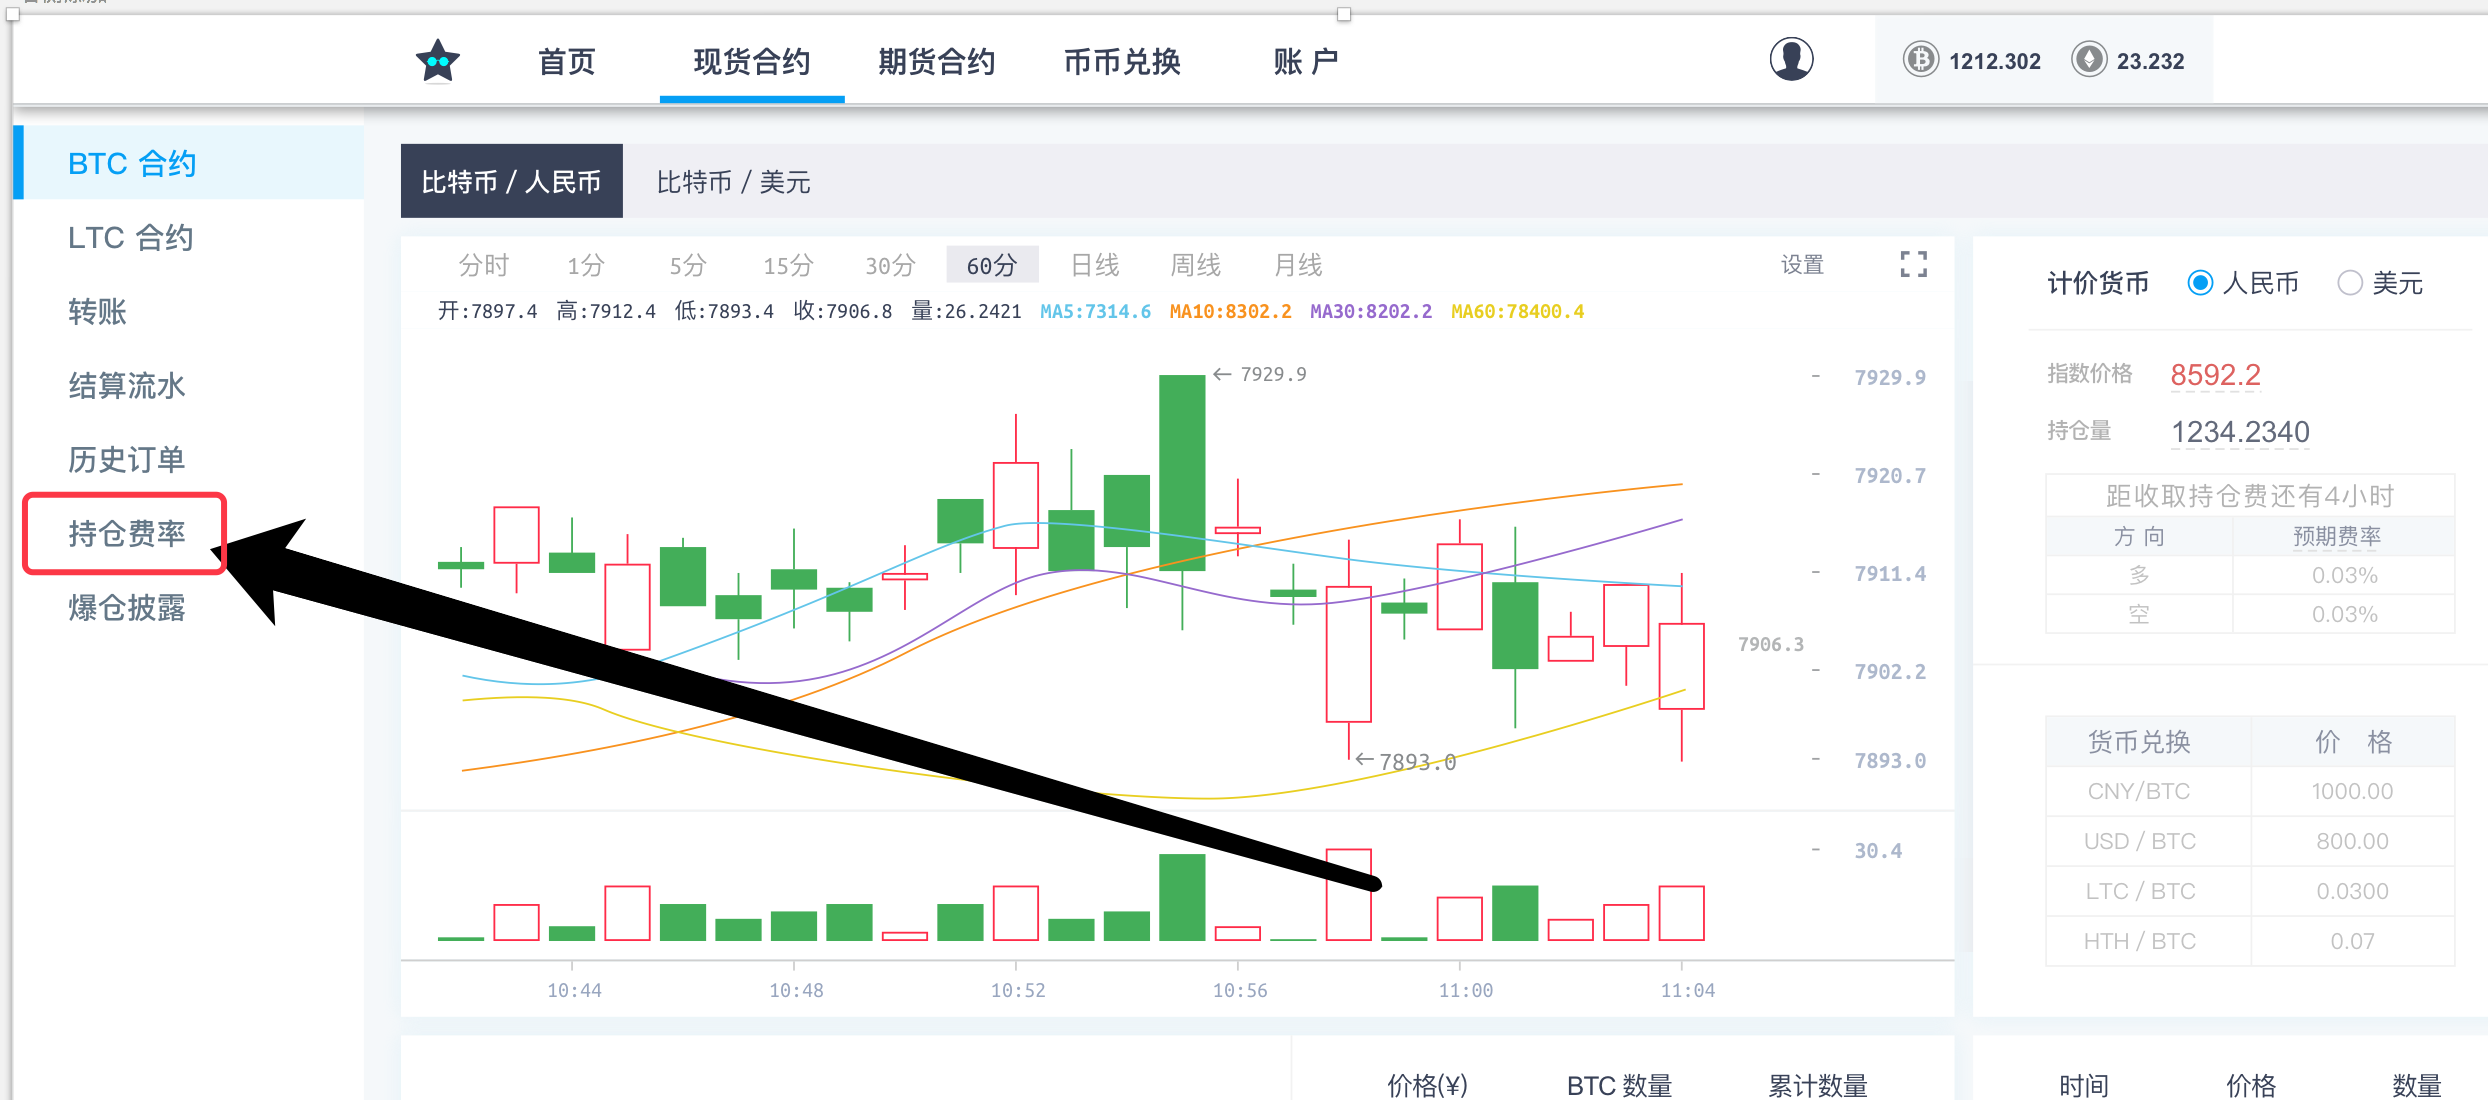 首页 现货合约 期货合约 币币兑换 账 户 1212.302 23.232
BTC 合约
LTC 合约
转账
结算流水
历史订单
持仓费率
爆仓披露
比特币 / 人民币 比特币 / 美元
分时 1分 5分 15分 30分 60分 日线 周线 月线 设置
开:7897.4 高:7912.4 低:7893.4 收:7906.8 量:26.2421 MA5:7314.6 MA10:8302.2 MA30:8202.2 MA60:78400.4
7929.9
7893.0
7929.9
7920.7
7911.4
7906.3
7902.2
7893.0
30.4
10:44 10:48 10:52 10:56 11:00 11:04
计价货币 人民币 美元
指数价格 8592.2
持仓量 1234.2340
距收取持仓费还有4小时
方 向 预期费率
多 0.03%
空 0.03%
货币兑换 价 格
CNY/BTC 1000.00
USD / BTC 800.00
LTC / BTC 0.0300
HTH / BTC 0.07
价格(¥) BTC 数量 累计数量
时间 价格 数量